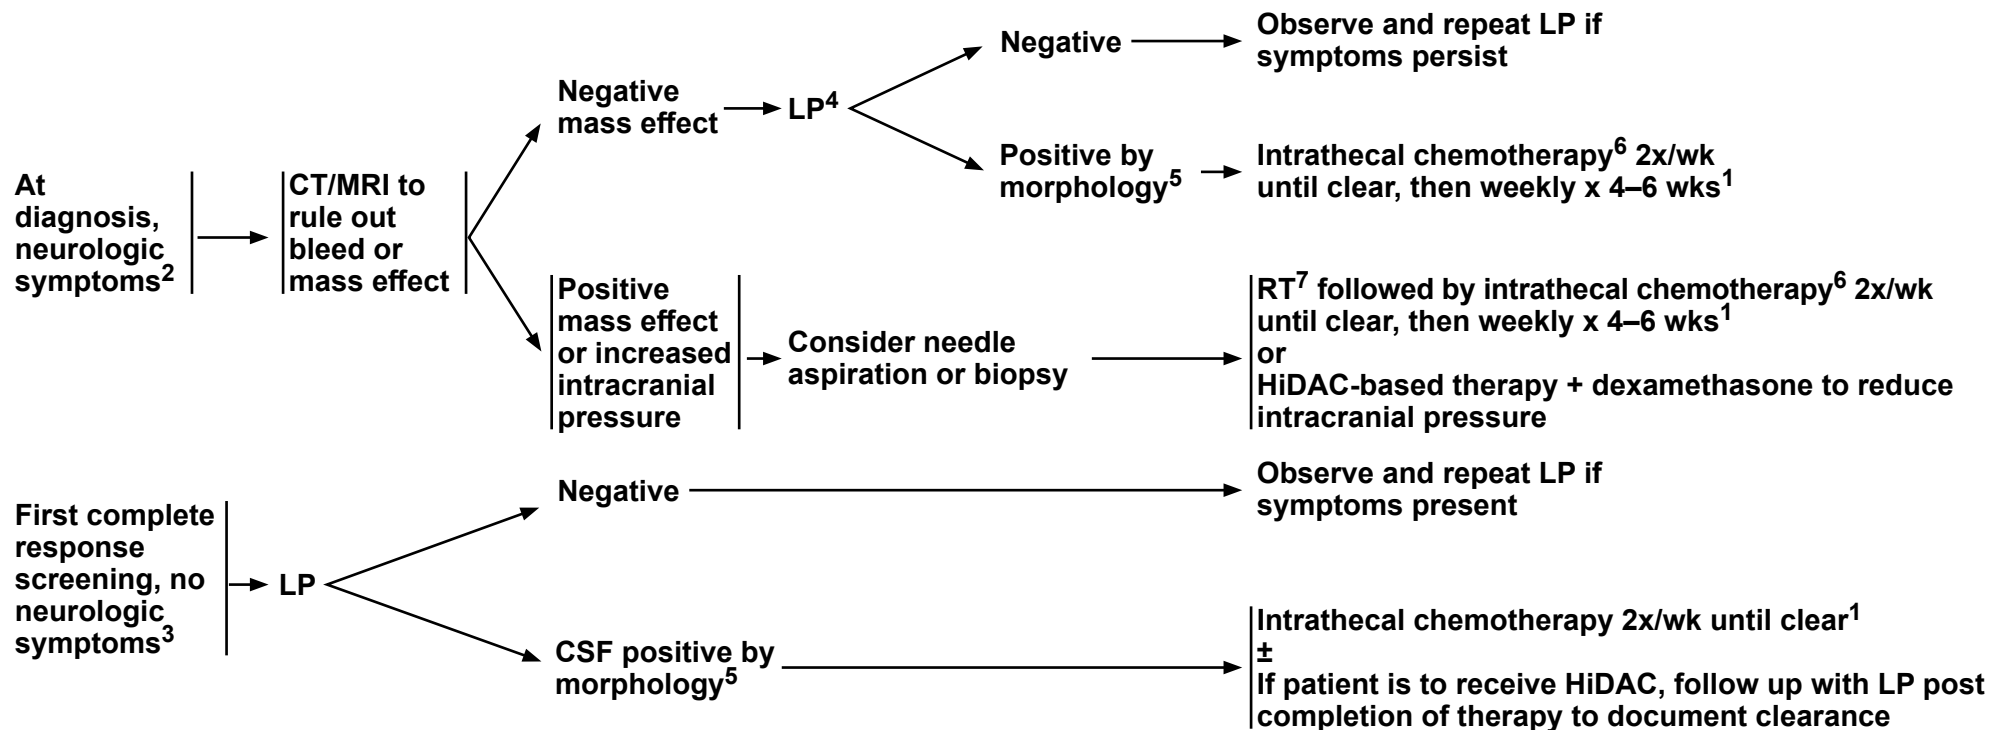 At
diagnosis,
neurologic
symptoms2
CT/MRI to
rule out
bleed or
mass effect
Negative
mass effect
LP4
Negative
Observe and repeat LP if
symptoms persist
Positive by
morphology5
Intrathecal chemotherapy6 2x/wk
until clear, then weekly x 4–6 wks1
Positive
mass effect
or increased
intracranial
pressure
Consider needle
aspiration or biopsy
RT7 followed by intrathecal chemotherapy6 2x/wk
until clear, then weekly x 4–6 wks1
or
HiDAC-based therapy + dexamethasone to reduce
intracranial pressure
First complete
response
screening, no
neurologic
symptoms3
LP
Negative
Observe and repeat LP if
symptoms present
CSF positive by
morphology5
Intrathecal chemotherapy 2x/wk until clear1
±
If patient is to receive HiDAC, follow up with LP post
completion of therapy to document clearance